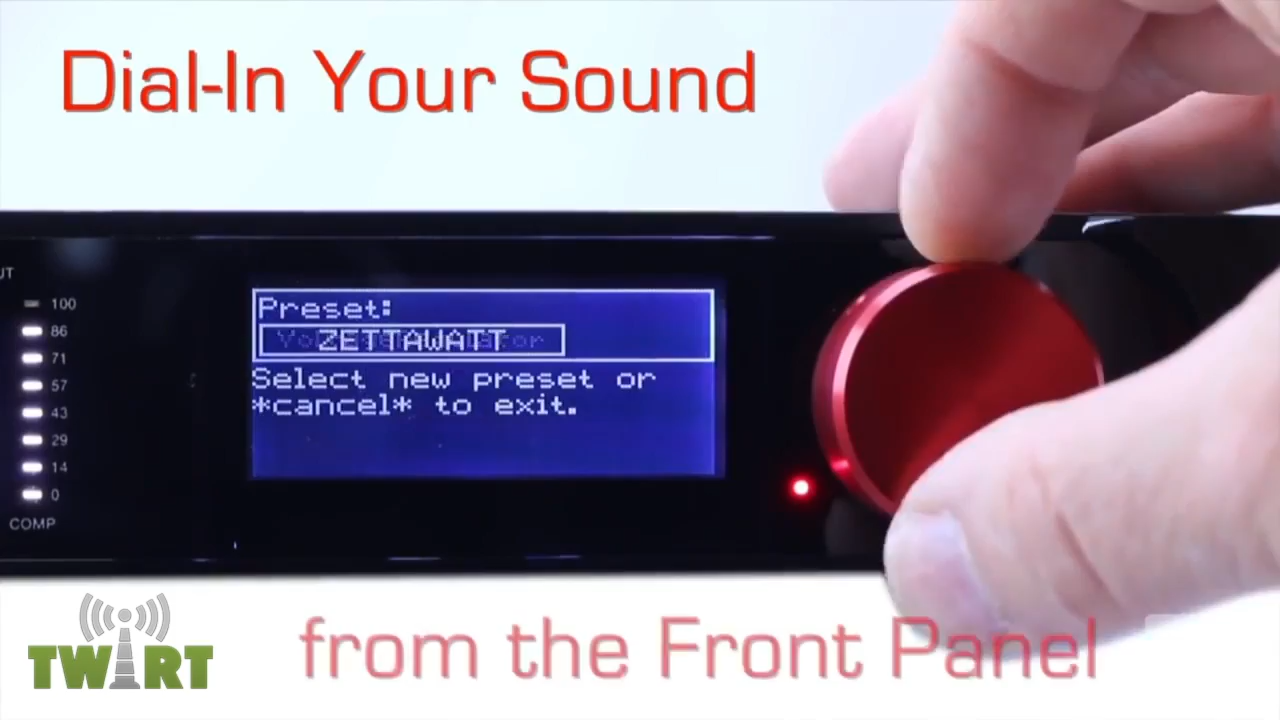 Dial-In Your Sound
UT
100
86
71
57
43
29
14
0
COMP
Preset:
ZETTAWATT
Select new preset or
*cancel* to exit.
TWiRT
from the Front Panel